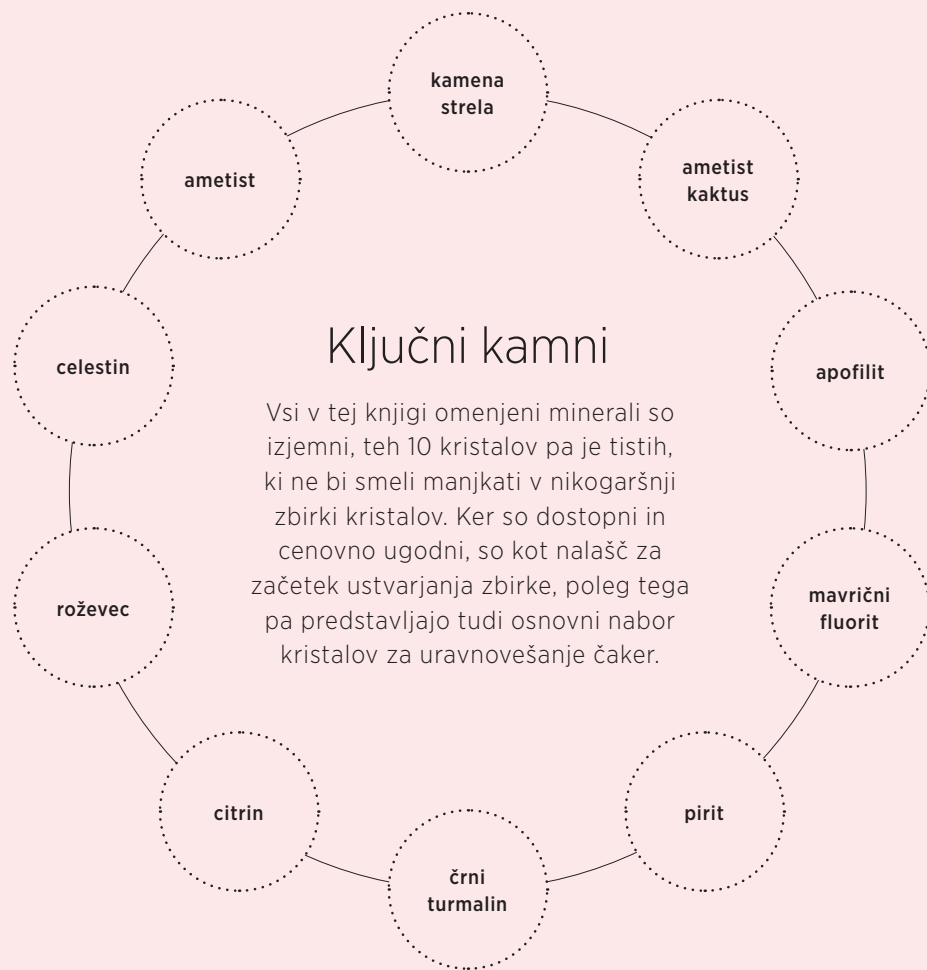 kamena
strela
ametist
kaktus
apofilit
mavrični
fluorit
pirit
črni
turmalin
citrin
roževec
celestin
ametist
Ključni kamni
Vsi v tej knjigi omenjeni minerali so
izjemni, teh 10 kristalov pa je tistih,
ki ne bi smeli manjkati v nikogaršnji
zbirki kristalov. Ker so dostopni in
cenovno ugodni, so kot nalašč za
začetek ustvarjanja zbirke, poleg tega
pa predstavljajo tudi osnovni nabor
kristalov za uravnovešanje čaker.